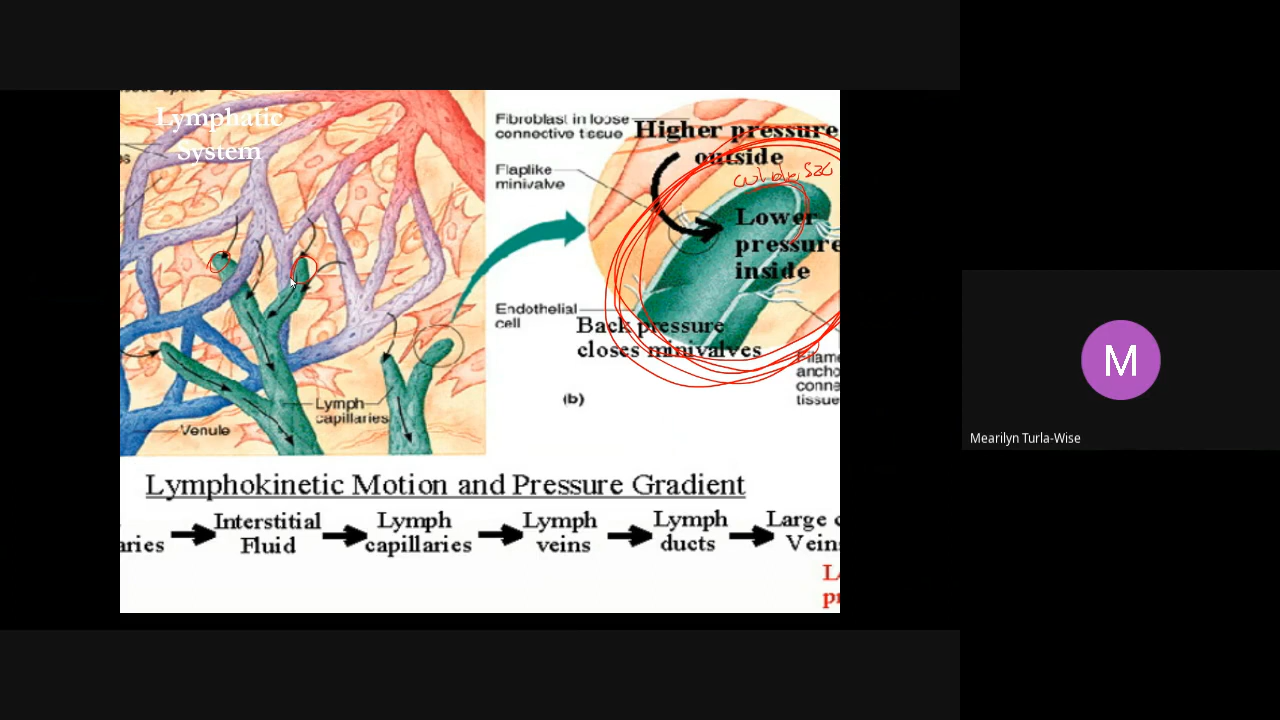 Lymphatic
System
Fibroblast in loose
connective tissue
Flaplike
minivalve
Higher pressure
outside
Lower
pressure
inside
Endothelial
cell
Back pressure
closes minivalves
(b)
Lymph
capillaries
Venule
Lymphokinetic Motion and Pressure Gradient
Interstitial
Fluid
Lymph
capillaries
Lymph
veins
Lymph
ducts
Large
Mearilyn Turla-Wise
M